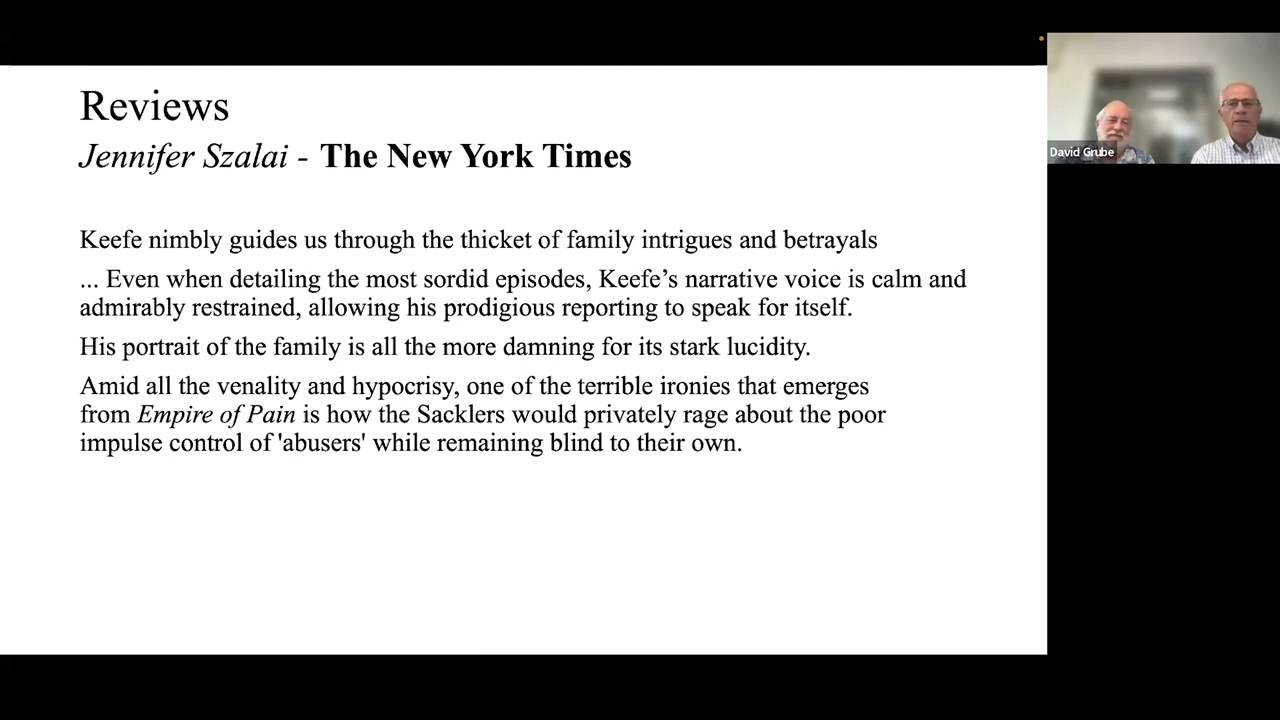 Reviews
Jennifer Szalai - The New York Times
Keefe nimbly guides us through the thicket of family intrigues and betrayals
... Even when detailing the most sordid episodes, Keefe’s narrative voice is calm and
admirably restrained, allowing his prodigious reporting to speak for itself.
His portrait of the family is all the more damning for its stark lucidity.
Amid all the venality and hypocrisy, one of the terrible ironies that emerges
from Empire of Pain is how the Sacklers would privately rage about the poor
impulse control of 'abusers' while remaining blind to their own.
David Grube